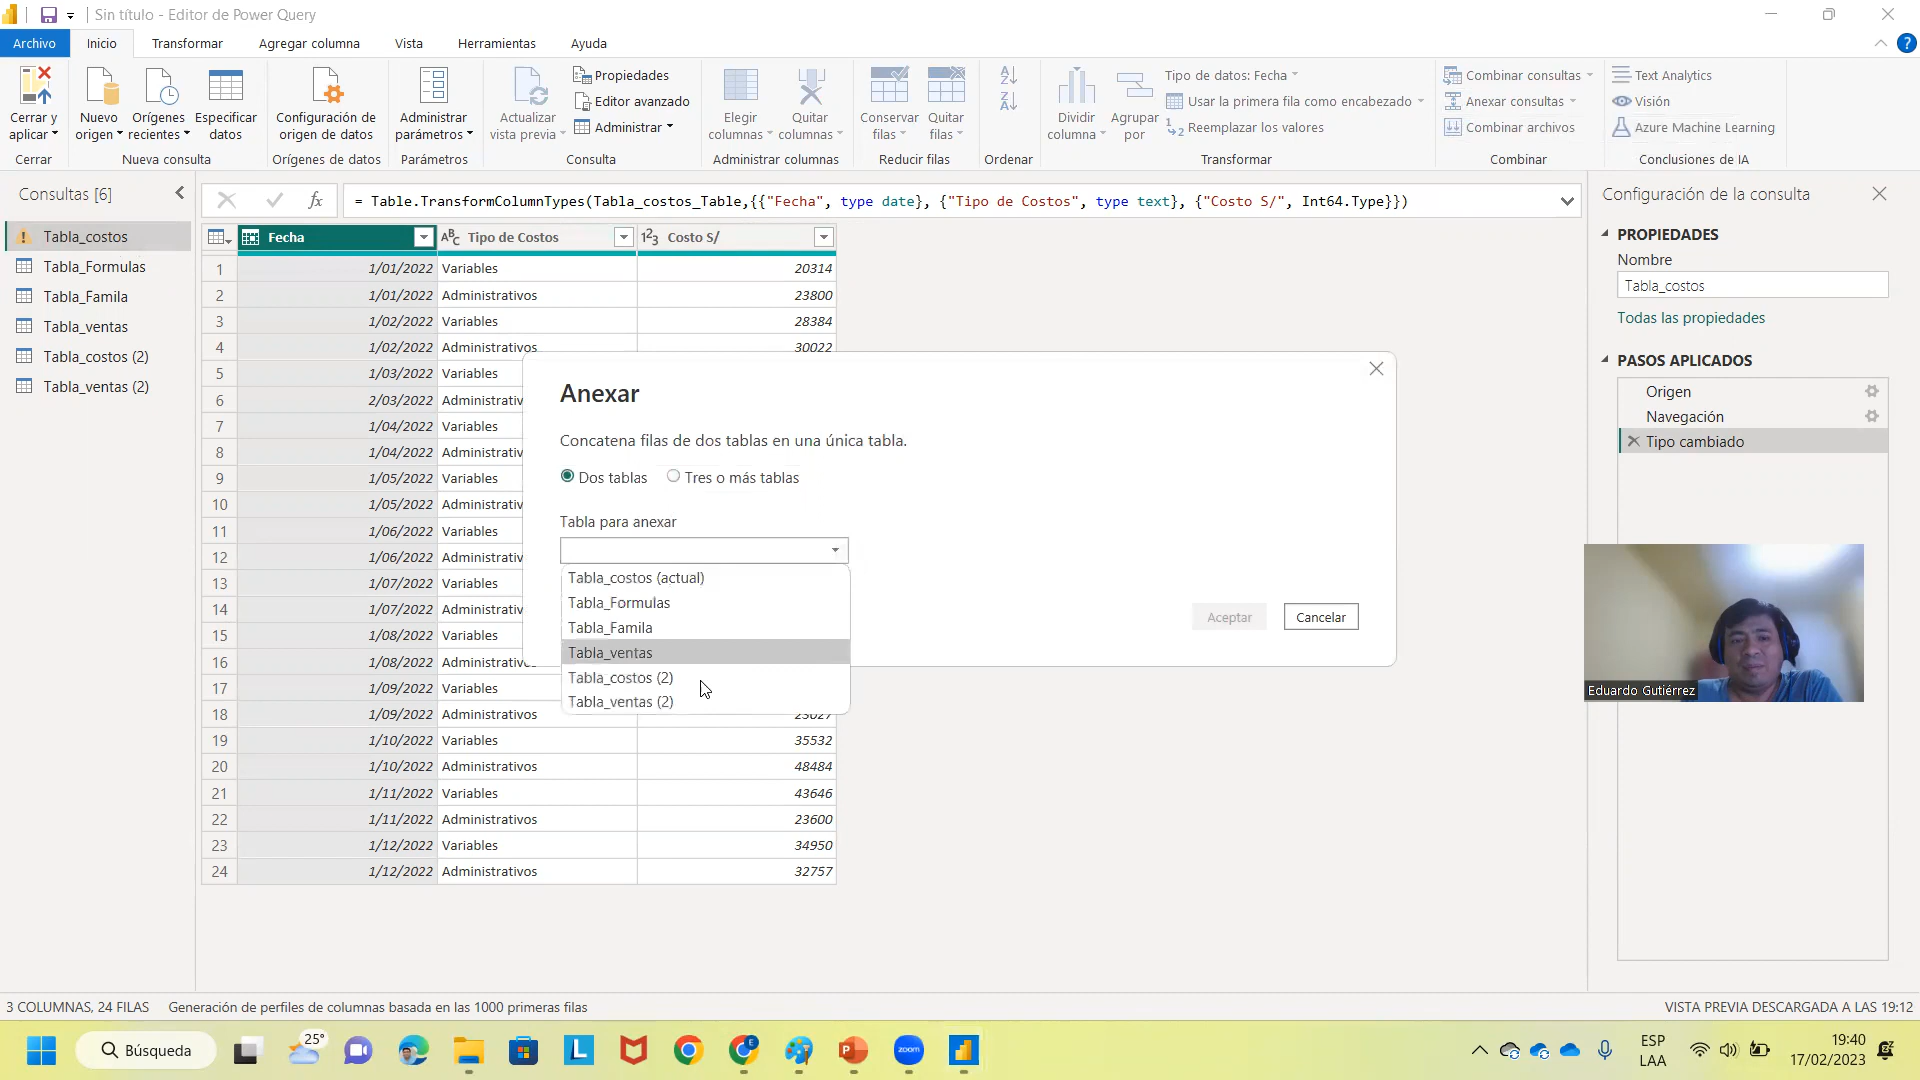 Sin título - Editor de Power Query
Archivo Inicio Transformar Agregar columna Vista Herramientas Ayuda
Cerrar y aplicar
Nuevo origen
Orígenes recientes
Especificar datos
Configuración de origen de datos
Administrar parámetros
Actualizar vista previa
Propiedades
Editor avanzado
Administrar
Elegir columnas
Quitar columnas
Conservar filas
Quitar filas
Dividir columna
Agrupar por
Tipo de datos: Fecha
Usar la primera fila como encabezado
Reemplazar los valores
Combinar consultas
Anexar consultas
Combinar archivos
Text Analytics
Visión
Azure Machine Learning
Cerrar Nueva consulta Orígenes de datos Parámetros Consulta Administrar columnas Reducir filas Ordenar Transformar Combinar Conclusiones de IA
Consultas [6]
Tabla_costos
Tabla_Formulas
Tabla_Famila
Tabla_ventas
Tabla_costos (2)
Tabla_ventas (2)
fx = Table.TransformColumnTypes(Tabla_costos_Table,{{"Fecha", type date}, {"Tipo de Costos", type text}, {"Costo S/", Int64.Type}})
Fecha ABC Tipo de Costos 123 Costo S/
1 1/01/2022 Variables 20314
2 1/01/2022 Administrativos 23800
3 1/02/2022 Variables 28384
4 1/02/2022 Administrativos 30022
5 1/03/2022 Variables
6 2/03/2022 Administrativ
7 1/04/2022 Variables
8 1/04/2022 Administrativ
9 1/05/2022 Variables
10 1/05/2022 Administrativ
11 1/06/2022 Variables
12 1/06/2022 Administrativ
13 1/07/2022 Variables
14 1/07/2022 Administrativ
15 1/08/2022 Variables
16 1/08/2022 Administrativos
17 1/09/2022 Variables
18 1/09/2022 Administrativos 23027
19 1/10/2022 Variables 35532
20 1/10/2022 Administrativos 48484
21 1/11/2022 Variables 43646
22 1/11/2022 Administrativos 23600
23 1/12/2022 Variables 34950
24 1/12/2022 Administrativos 32757
Anexar
Concatena filas de dos tablas en una única tabla.
Dos tablas Tres o más tablas
Tabla para anexar
Tabla_costos (actual)
Tabla_Formulas
Tabla_Famila
Tabla_ventas
Tabla_costos (2)
Tabla_ventas (2)
Aceptar Cancelar
Configuración de la consulta
PROPIEDADES
Nombre
Tabla_costos
Todas las propiedades
PASOS APLICADOS
Origen
Navegación
Tipo cambiado
Eduardo Gutiérrez
3 COLUMNAS, 24 FILAS Generación de perfiles de columnas basada en las 1000 primeras filas VISTA PREVIA DESCARGADA A LAS 19:12
Búsqueda
25°
zoom
ESP
LAA
19:40
17/02/2023